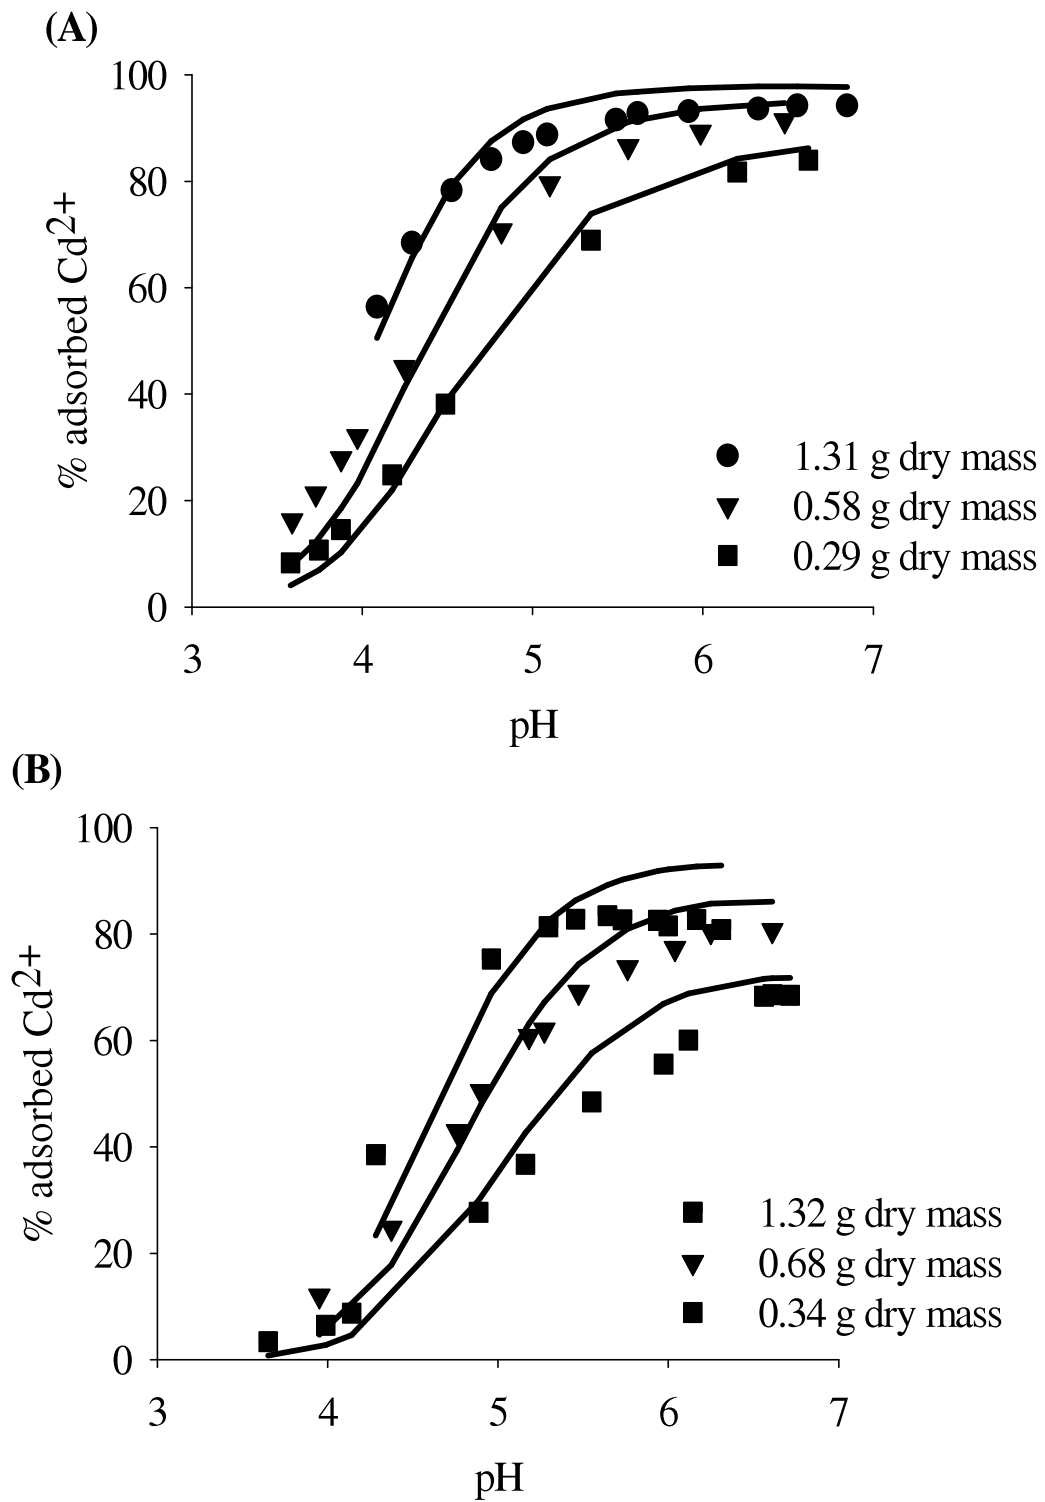 (A)
100
80
60
40
20
0
% adsorbed Cd2+
1.31 g dry mass
0.58 g dry mass
0.29 g dry mass
3 4 5 6 7
pH
(B)
100
80
60
40
20
0
% adsorbed Cd2+
1.32 g dry mass
0.68 g dry mass
0.34 g dry mass
3 4 5 6 7
pH